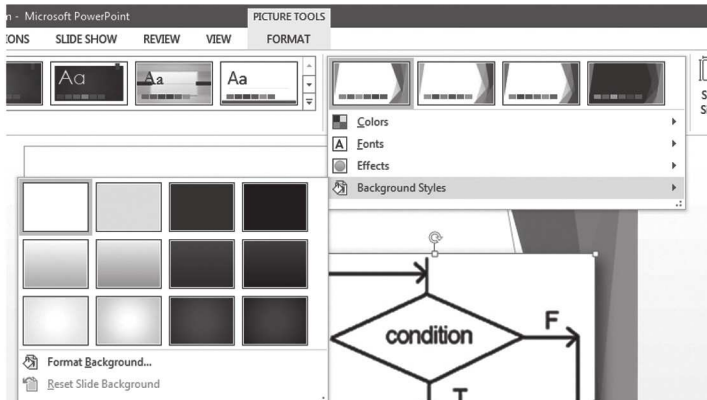 n - Microsoft PowerPoint
PICTURE TOOLS
IONS SLIDE SHOW REVIEW VIEW FORMAT
Aa Aa Aa
Colors
Fonts
Effects
Background Styles
Format Background...
Reset Slide Background
condition
F
T
S
Si